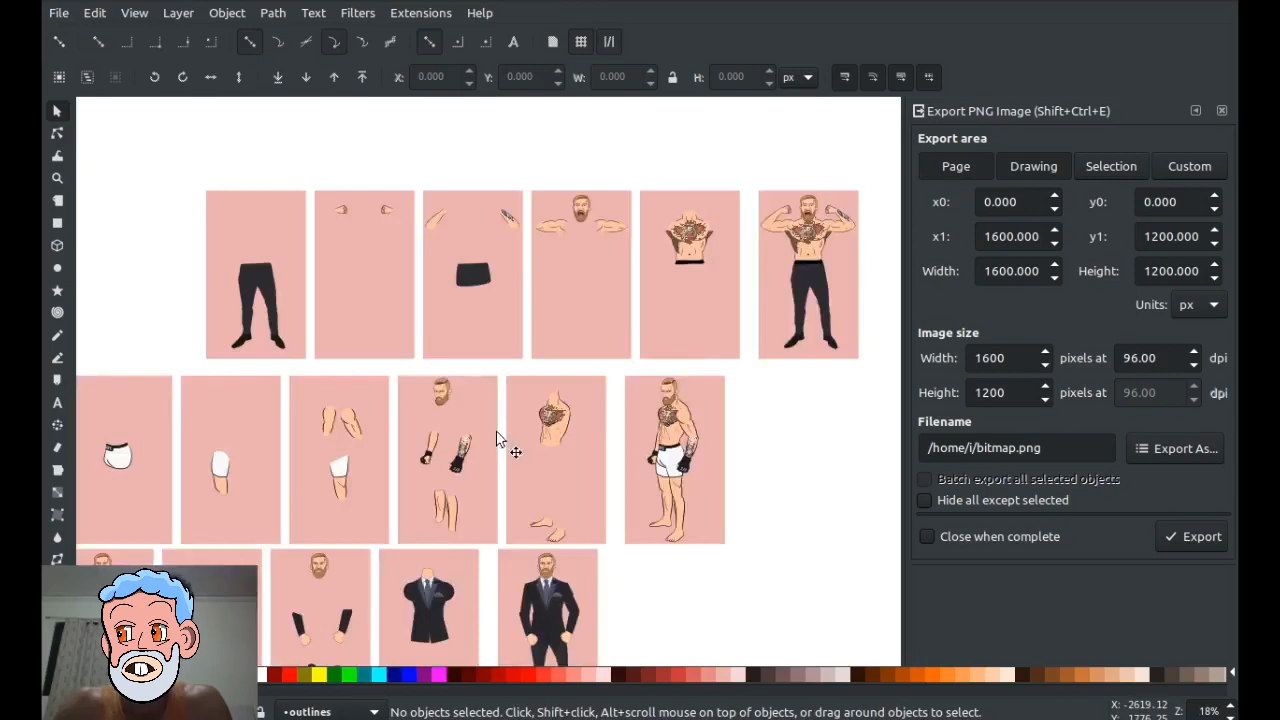 File Edit View Layer Object Path Text Filters Extensions Help
X: 0.000 Y: 0.000 W: 0.000 H: 0.000 px
Export PNG Image (Shift+Ctrl+E)
Export area
Page Drawing Selection Custom
x0: 0.000 y0: 0.000
x1: 1600.000 y1: 1200.000
Width: 1600.000 Height: 1200.000
Units: px
Image size
Width: 1600 pixels at 96.00 dpi
Height: 1200 pixels at 96.00 dpi
Filename
/home/i/bitmap.png Export As...
Batch export all selected objects
Hide all except selected
Close when complete Export
•outlines No objects selected. Click, Shift+click, Alt+scroll mouse on top of objects, or drag around objects to select. X: -2619.12 Z: 18%
Y: 1776.25